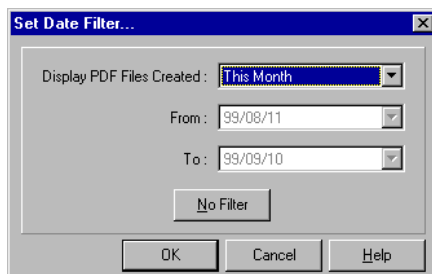 Set Date Filter...
Display PDF Files Created : This Month
From : 99/08/11
To : 99/09/10
No Filter
OK Cancel Help